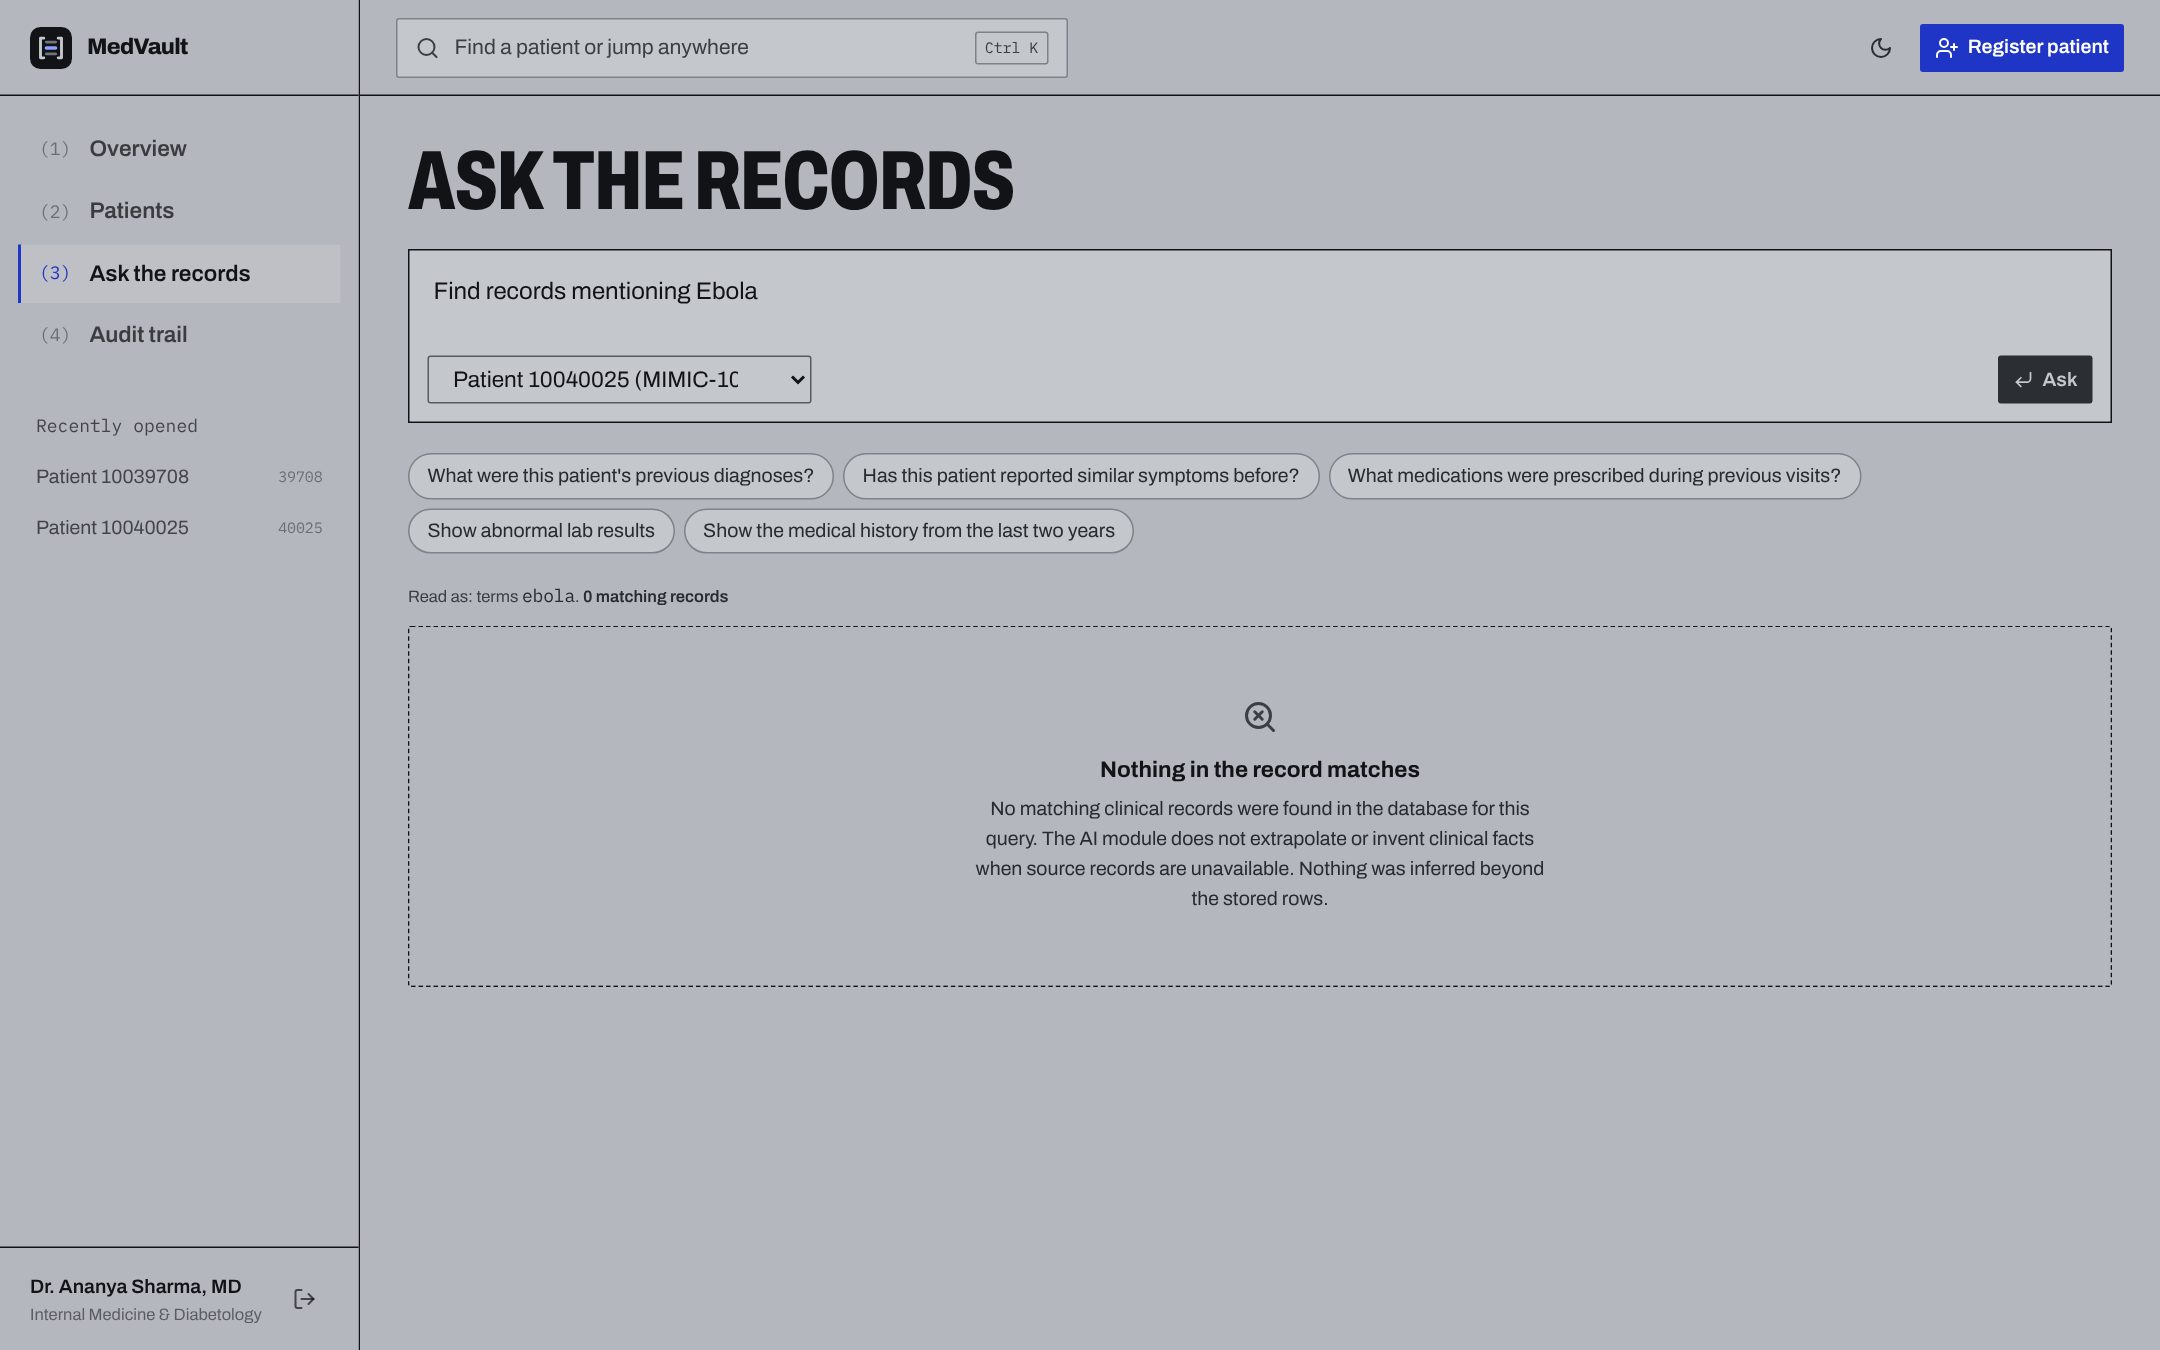 MedVault
Find a patient or jump anywhere
Ctrl K
Register patient
(1) Overview
(2) Patients
(3) Ask the records
(4) Audit trail
Recently opened
Patient 10039708 39708
Patient 10040025 40025
ASK THE RECORDS
Find records mentioning Ebola
Patient 10040025 (MIMIC-10
Ask
What were this patient's previous diagnoses?
Has this patient reported similar symptoms before?
What medications were prescribed during previous visits?
Show abnormal lab results
Show the medical history from the last two years
Read as: terms ebola. 0 matching records
Nothing in the record matches
No matching clinical records were found in the database for this
query. The AI module does not extrapolate or invent clinical facts
when source records are unavailable. Nothing was inferred beyond
the stored rows.
Dr. Ananya Sharma, MD
Internal Medicine & Diabetology